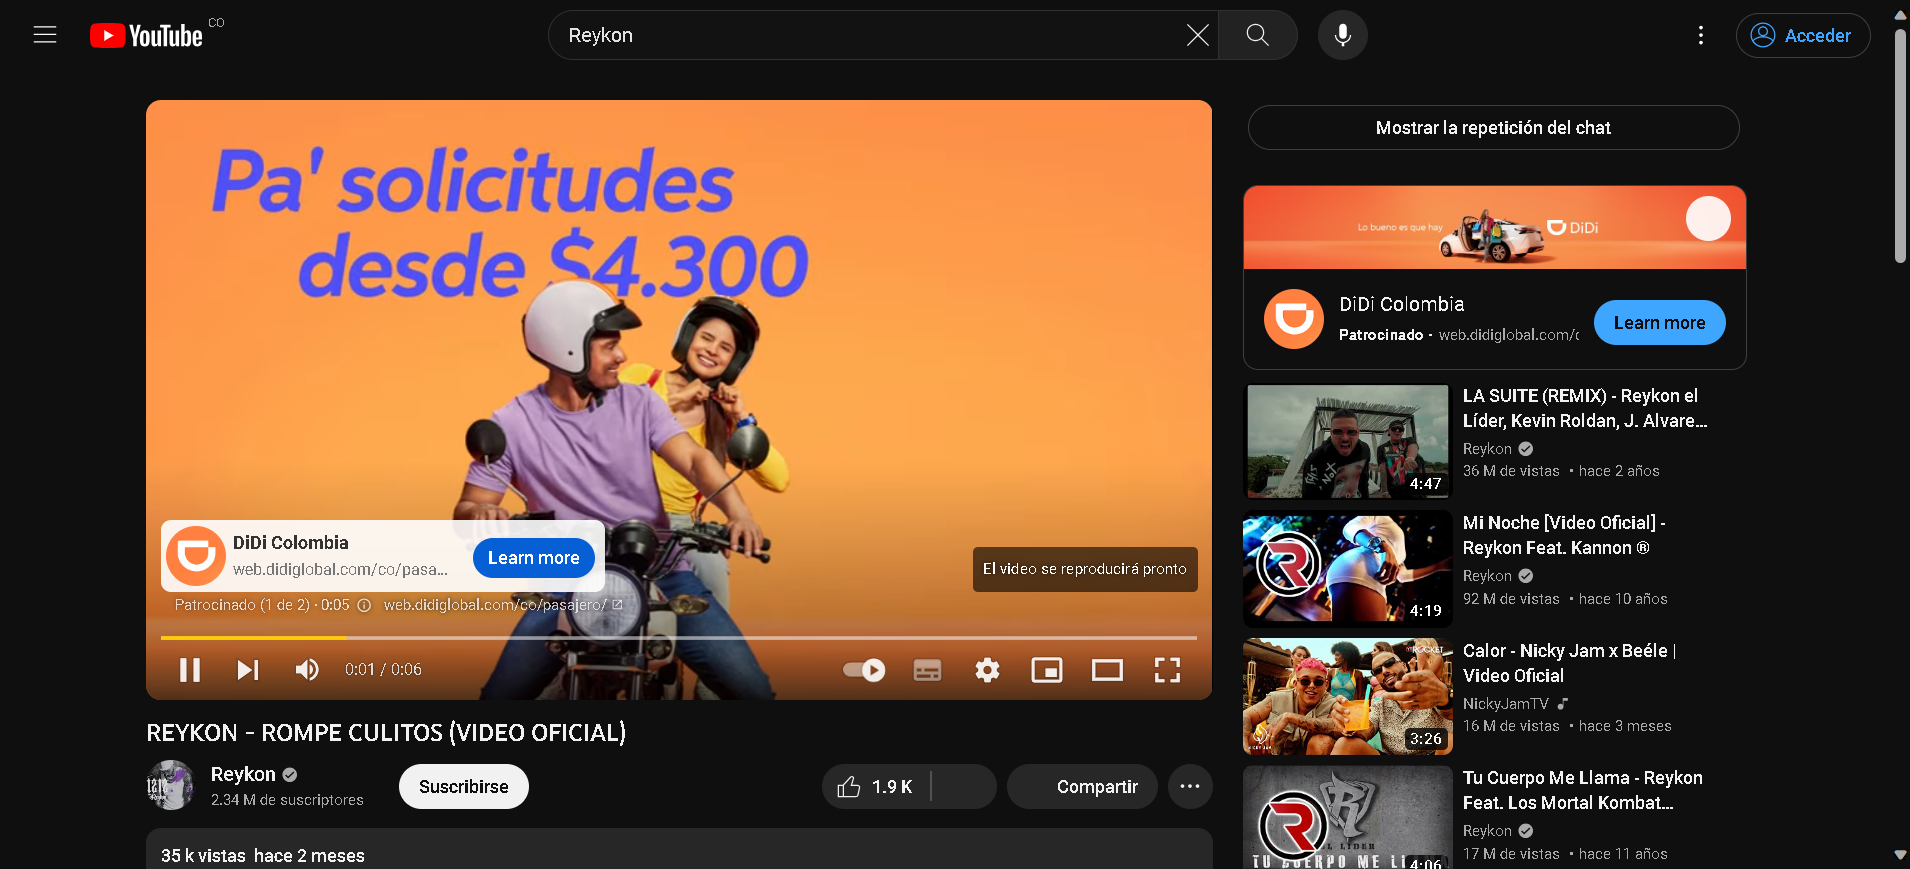 YouTube CO
Reykon
Acceder
Pa' solicitudes
desde $4.300
DiDi Colombia
web.didiglobal.com/co/pasa...
Learn more
El video se reproducirá pronto
Patrocinado (1 de 2) · 0:05 web.didiglobal.com/co/pasajero/
0:01 / 0:06
REYKON - ROMPE CULITOS (VIDEO OFICIAL)
Reykon
2.34 M de suscriptores
Suscribirse
1.9 K
Compartir
35 k vistas hace 2 meses
Mostrar la repetición del chat
Lo bueno es que hay
DiDi
DiDi Colombia
Patrocinado · web.didiglobal.com/c
Learn more
LA SUITE (REMIX) - Reykon el
Líder, Kevin Roldan, J. Alvare...
Reykon
36 M de vistas • hace 2 años
4:47
Mi Noche [Video Oficial] -
Reykon Feat. Kannon ®
Reykon
92 M de vistas • hace 10 años
4:19
Calor - Nicky Jam x Beéle |
Video Oficial
NickyJamTV
16 M de vistas • hace 3 meses
3:26
Tu Cuerpo Me Llama - Reykon
Feat. Los Mortal Kombat...
Reykon
17 M de vistas • hace 11 años
4:06